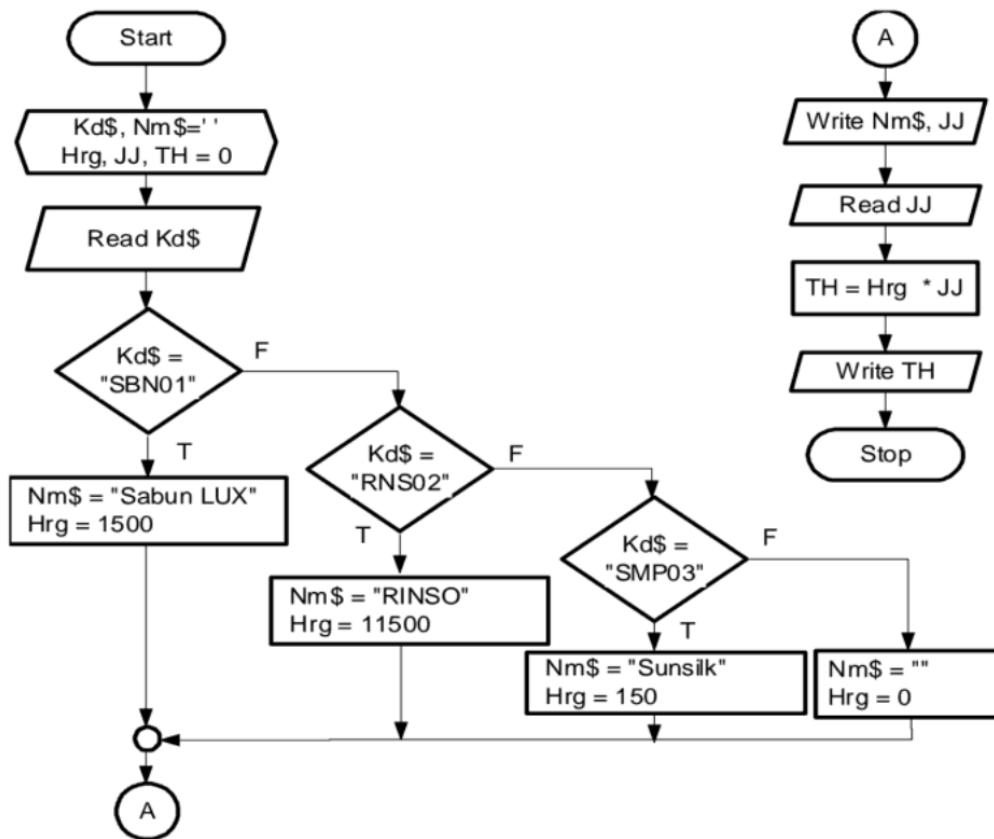 Start
Kd$, Nm$=' '
Hrg, JJ, TH = 0
Read Kd$
Kd$ =
"SBN01"
F
T
Nm$ = "Sabun LUX"
Hrg = 1500
Kd$ =
"RNS02"
F
T
Nm$ = "RINSO"
Hrg = 11500
Kd$ =
"SMP03"
F
T
Nm$ = "Sunsilk"
Hrg = 150
Nm$ = ""
Hrg = 0
A
A
Write Nm$, JJ
Read JJ
TH = Hrg * JJ
Write TH
Stop